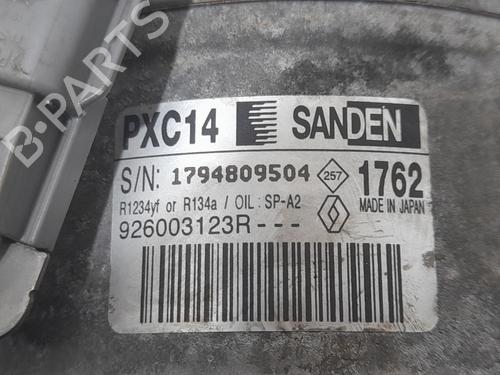 PXC14 SANDEN
S/N: 1794809504 257 1762
R1234yf or R134a / OIL: SP-A2 MADE IN JAPAN
926003123R---
B-PARTS